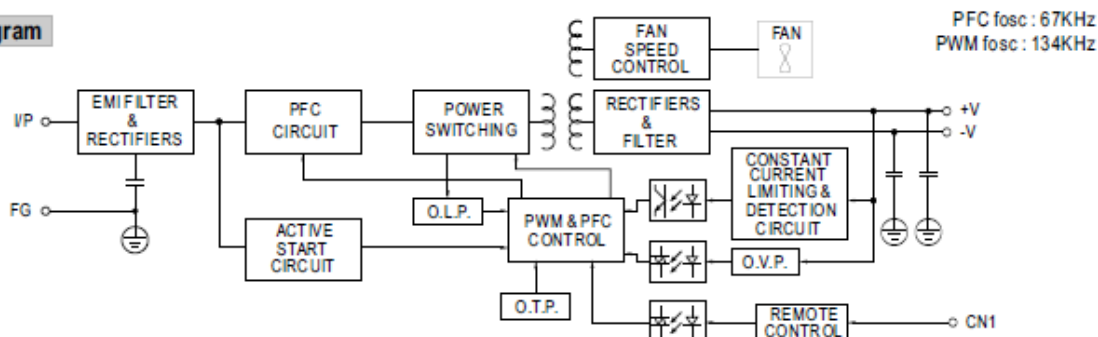 gram
PFC fosc : 67KHz
PWM fosc : 134KHz
FAN
SPEED
CONTROL
FAN
I/P
EMI FILTER
&
RECTIFIERS
PFC
CIRCUIT
POWER
SWITCHING
RECTIFIERS
&
FILTER
+V
-V
FG
ACTIVE
START
CIRCUIT
O.L.P.
PWM & PFC
CONTROL
CONSTANT
CURRENT
LIMITING &
DETECTION
CIRCUIT
O.V.P.
O.T.P.
REMOTE
CONTROL
CN1